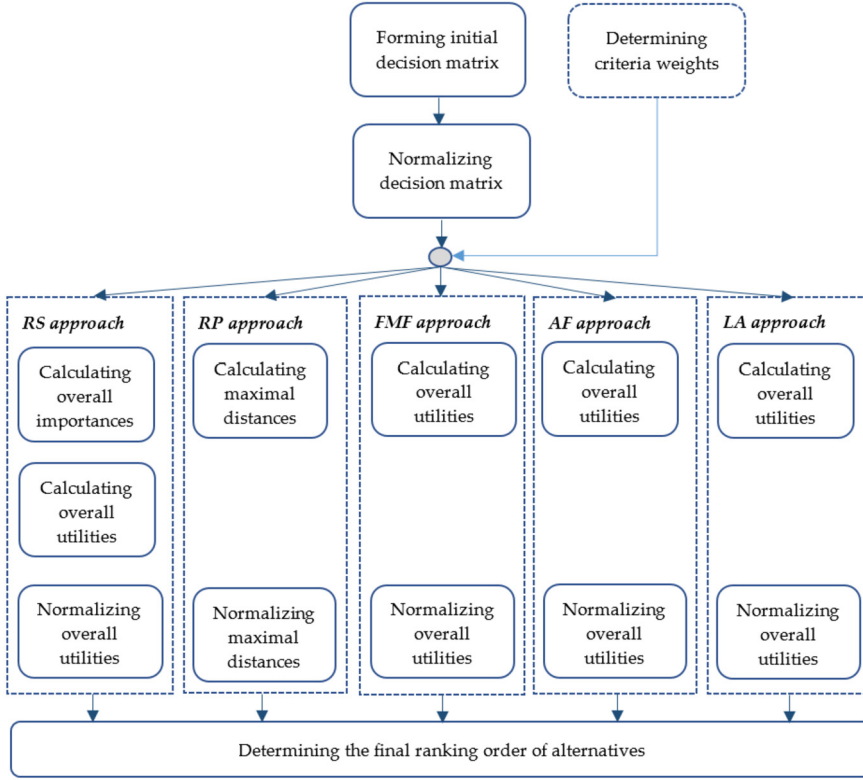 Forming initial
decision matrix
Determining
criteria weights
Normalizing
decision matrix
RS approach
Calculating
overall
importances
Calculating
overall
utilities
Normalizing
overall
utilities
RP approach
Calculating
maximal
distances
Normalizing
maximal
distances
FMF approach
Calculating
overall
utilities
Normalizing
overall
utilities
AF approach
Calculating
overall
utilities
Normalizing
overall
utilities
LA approach
Calculating
overall
utilities
Normalizing
overall
utilities
Determining the final ranking order of alternatives